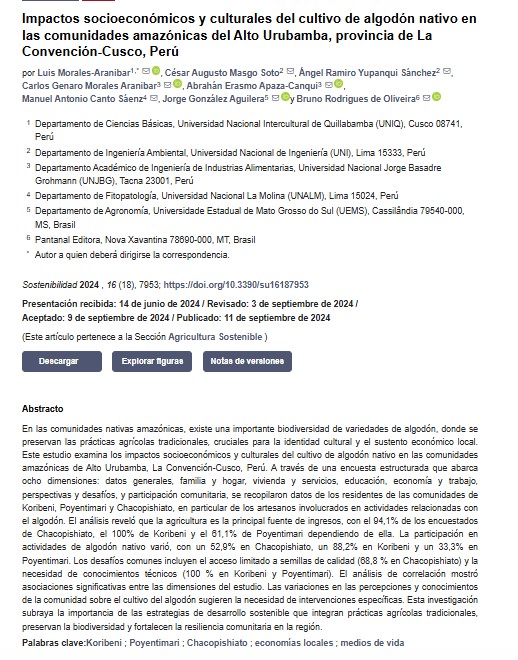 Impactos socioeconómicos y culturales del cultivo de algodón nativo en
las comunidades amazónicas del Alto Urubamba, provincia de La
Convención-Cusco, Perú
por Luis Morales-Aranibar 1,* , César Augusto Masgo Soto 2 , Ángel Ramiro Yupanqui Sánchez 2 ,
Carlos Genaro Morales Aranibar 3 , Abrahán Erasmo Apaza-Canqui 3 ,
Manuel Antonio Canto Sáenz 4 , Jorge González Aguilera 5 y Bruno Rodrigues de Oliveira 6
1 Departamento de Ciencias Básicas, Universidad Nacional Intercultural de Quillabamba (UNIQ), Cusco 08741,
Perú
2 Departamento de Ingeniería Ambiental, Universidad Nacional de Ingeniería (UNI), Lima 15333, Perú
3 Departamento Académico de Ingeniería de Industrias Alimentarias, Universidad Nacional Jorge Basadre
Grohmann (UNJBG), Tacna 23001, Perú
4 Departamento de Fitopatología, Universidad Nacional La Molina (UNALM), Lima 15024, Perú
5 Departamento de Agronomía, Universidade Estadual de Mato Grosso do Sul (UEMS), Cassilândia 79540-000,
MS, Brasil
6 Pantanal Editora, Nova Xavantina 78690-000, MT, Brasil
* Autor a quien deberá dirigirse la correspondencia.
Sostenibilidad 2024 , 16 (18), 7953; https://doi.org/10.3390/su16187953
Presentación recibida: 14 de junio de 2024 / Revisado: 3 de septiembre de 2024 /
Aceptado: 9 de septiembre de 2024 / Publicado: 11 de septiembre de 2024
(Este artículo pertenece a la Sección Agricultura Sostenible )
Descargar Explorar figuras Notas de versiones
Abstracto
En las comunidades nativas amazónicas, existe una importante biodiversidad de variedades de algodón, donde se
preservan las prácticas agrícolas tradicionales, cruciales para la identidad cultural y el sustento económico local.
Este estudio examina los impactos socioeconómicos y culturales del cultivo de algodón nativo en las comunidades
amazónicas de Alto Urubamba, La Convención-Cusco, Perú. A través de una encuesta estructurada que abarca
ocho dimensiones: datos generales, familia y hogar, vivienda y servicios, educación, economía y trabajo,
perspectivas y desafíos, y participación comunitaria, se recopilaron datos de los residentes de las comunidades de
Koribeni, Poyentimari y Chacopishiato, en particular de los artesanos involucrados en actividades relacionadas
con el algodón. El análisis reveló que la agricultura es la principal fuente de ingresos, con el 94,1% de los encuestados
de Chacopishiato, el 100% de Koribeni y el 61,1% de Poyentimari dependiendo de ella. La participación en
actividades de algodón nativo varió, con un 52,9% en Chacopishiato, un 88,2% en Koribeni y un 33,3% en
Poyentimari. Los desafíos comunes incluyen el acceso limitado a semillas de calidad (68,8 % en Chacopishiato) y la
necesidad de conocimientos técnicos (100 % en Koribeni y Poyentimari). El análisis de correlación mostró
asociaciones significativas entre las dimensiones del estudio. Las variaciones en las percepciones y conocimientos
de la comunidad sobre el cultivo del algodón sugieren la necesidad de intervenciones específicas. Esta investigación
subraya la importancia de las estrategias de desarrollo sostenible que integran prácticas agrícolas tradicionales,
preservan la biodiversidad y fortalecen la resiliencia comunitaria en la región.
Palabras clave:Koribeni ; Poyentimari ; Chacopishiato ; economías locales ; medios de vida